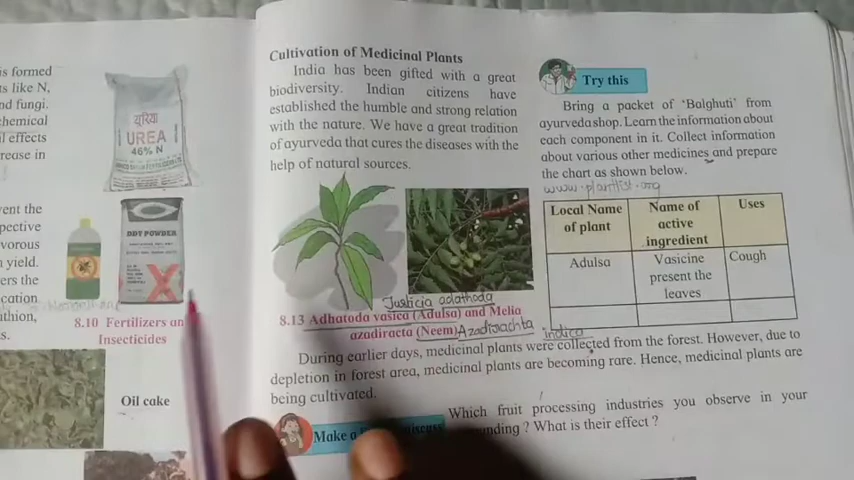 is formed
ts like N,
nd fungi.
chemical
l effects
rease in
vent the
spective
vorous
yield.
ers the
cation
uthion,
s.
यूरिया
UREA
46% N
DDT POWDER
8.10 Fertilizers an
Insecticides
Oil cake
Cultivation of Medicinal Plants
India has been gifted with a great
biodiversity. Indian citizens have
established the humble and strong relation
with the nature. We have a great tradition
of ayurveda that cures the diseases with the
help of natural sources.
Justicia adathoda
8.13 Adhatoda vasica (Adulsa) and Melia
azadiracta (Neem) Azadirachta indica
During earlier days, medicinal plants were collected from the forest. However, due to
depletion in forest area, medicinal plants are becoming rare. Hence, medicinal plants are
being cultivated.
Make a
discuss
Which fruit processing industries you observe in your
unding ? What is their effect ?
Try this
Bring a packet of 'Balghuti' from
ayurveda shop. Learn the information about
each component in it. Collect information
about various other medicines and prepare
the chart as shown below.
www.plantlist.org
Local Name of plant Name of active ingredient Uses
Adulsa Vasicine present the leaves Cough